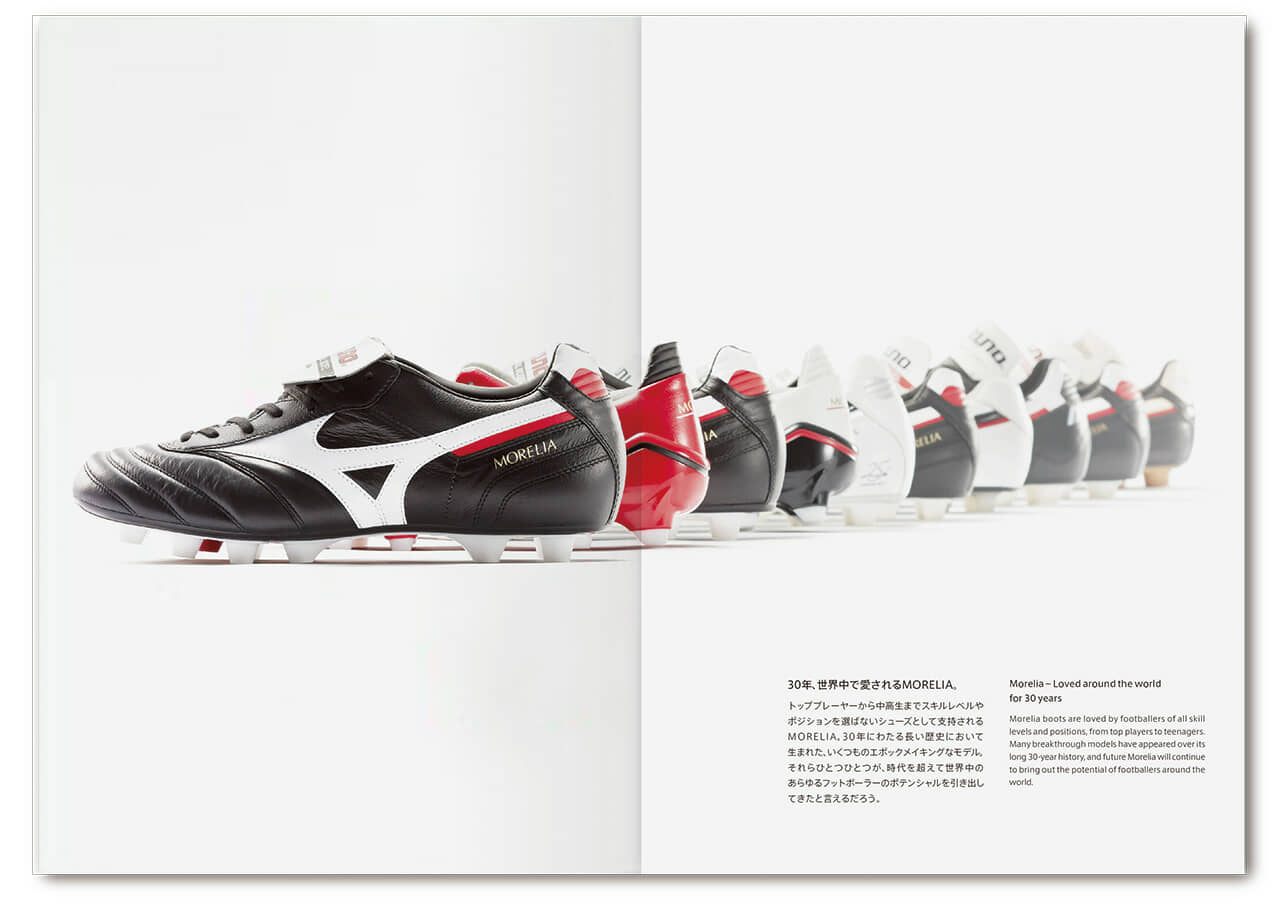 MORELIA
30年、世界中で愛されるMORELIA。
トッププレーヤーから中高生までスキルレベルや
ポジションを選ばないシューズとして支持される
MORELIA。30年にわたる長い歴史において
生まれた、いくつものエポックメイキングなモデル。
それらひとつひとつが、時代を超えて世界中の
あらゆるフットボーラーのポテンシャルを引き出し
てきたと言えるだろう。
Morelia – Loved around the world
for 30 years
Morelia boots are loved by footballers of all skill
levels and positions, from top players to teenagers.
Many breakthrough models have appeared over its
long 30-year history, and future Morelia will continue
to bring out the potential of footballers around the
world.